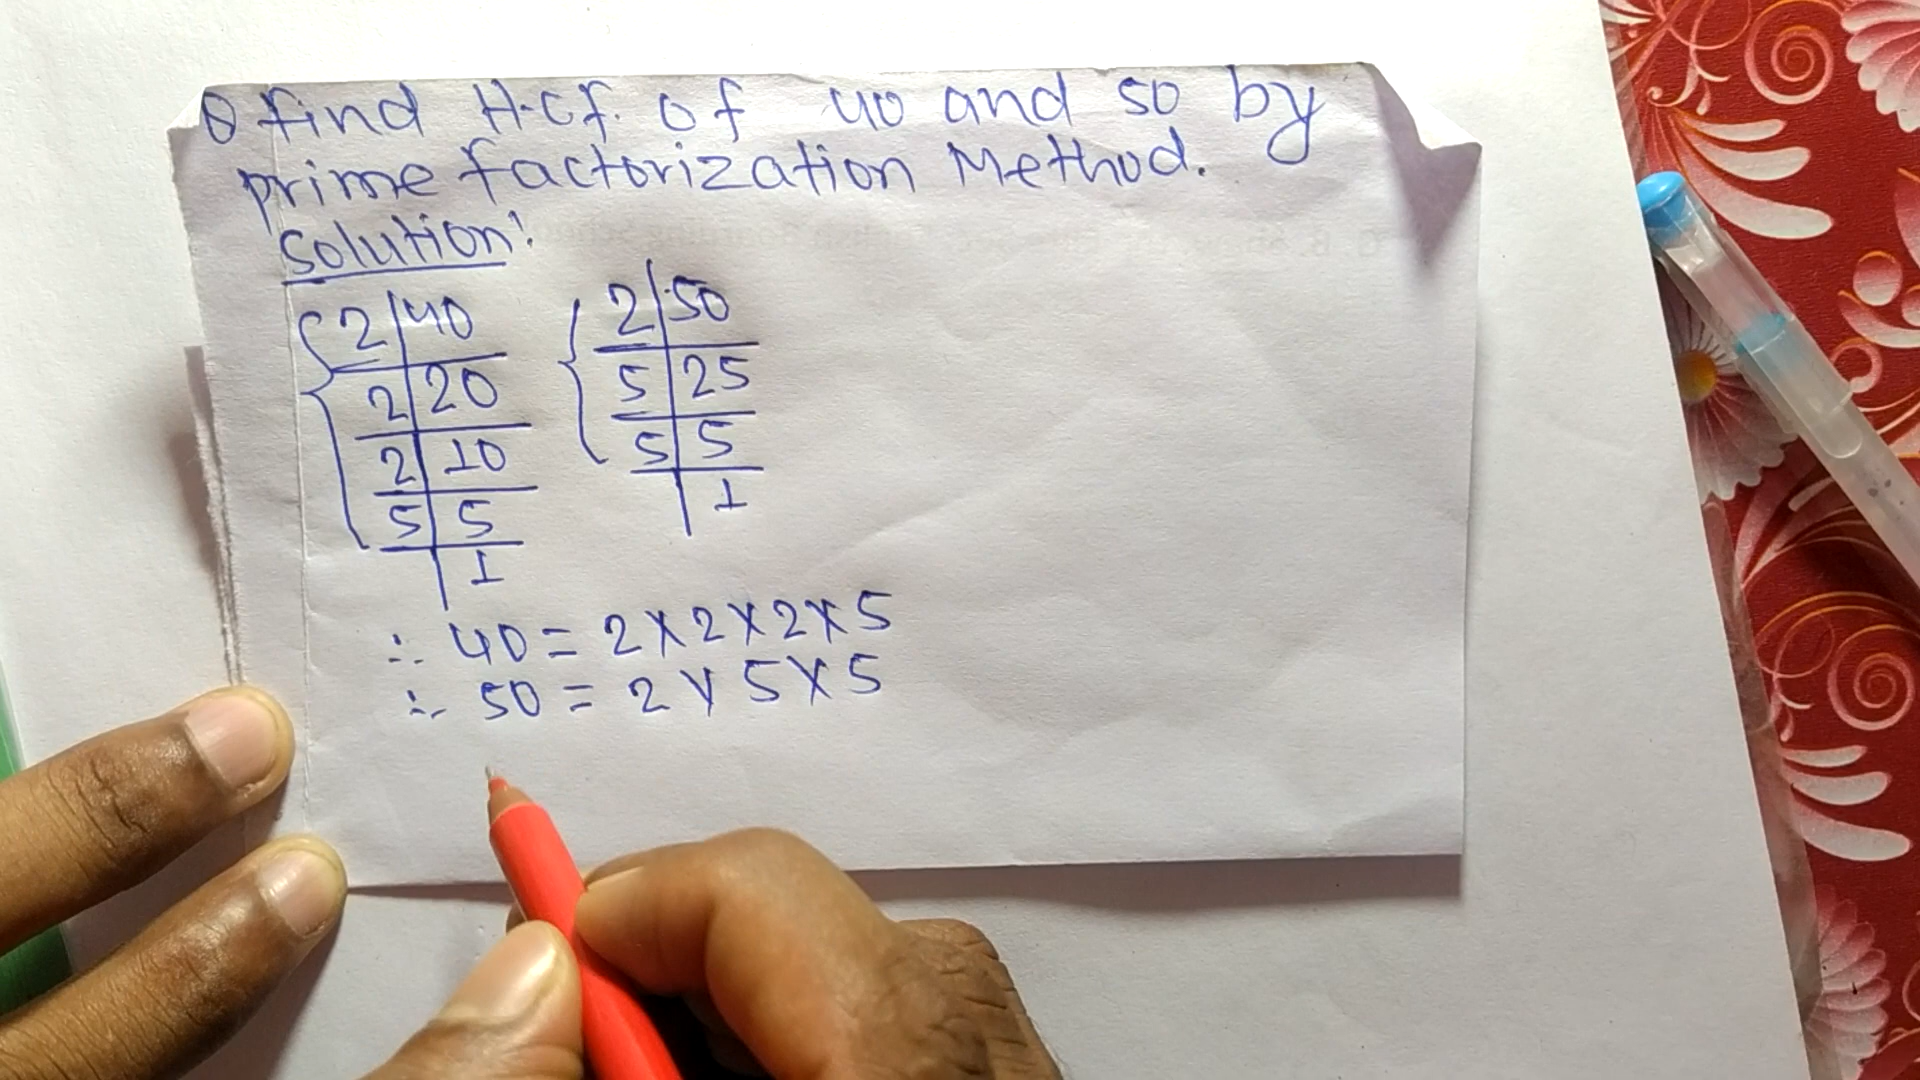 Q find H.C.f. of 40 and 50 by
prime factorization Method.
Solution:
2 | 40
2 | 20
2 | 10
5 | 5
1
2 | 50
5 | 25
5 | 5
1
∴ 40 = 2 X 2 X 2 X 5
∴ 50 = 2 X 5 X 5